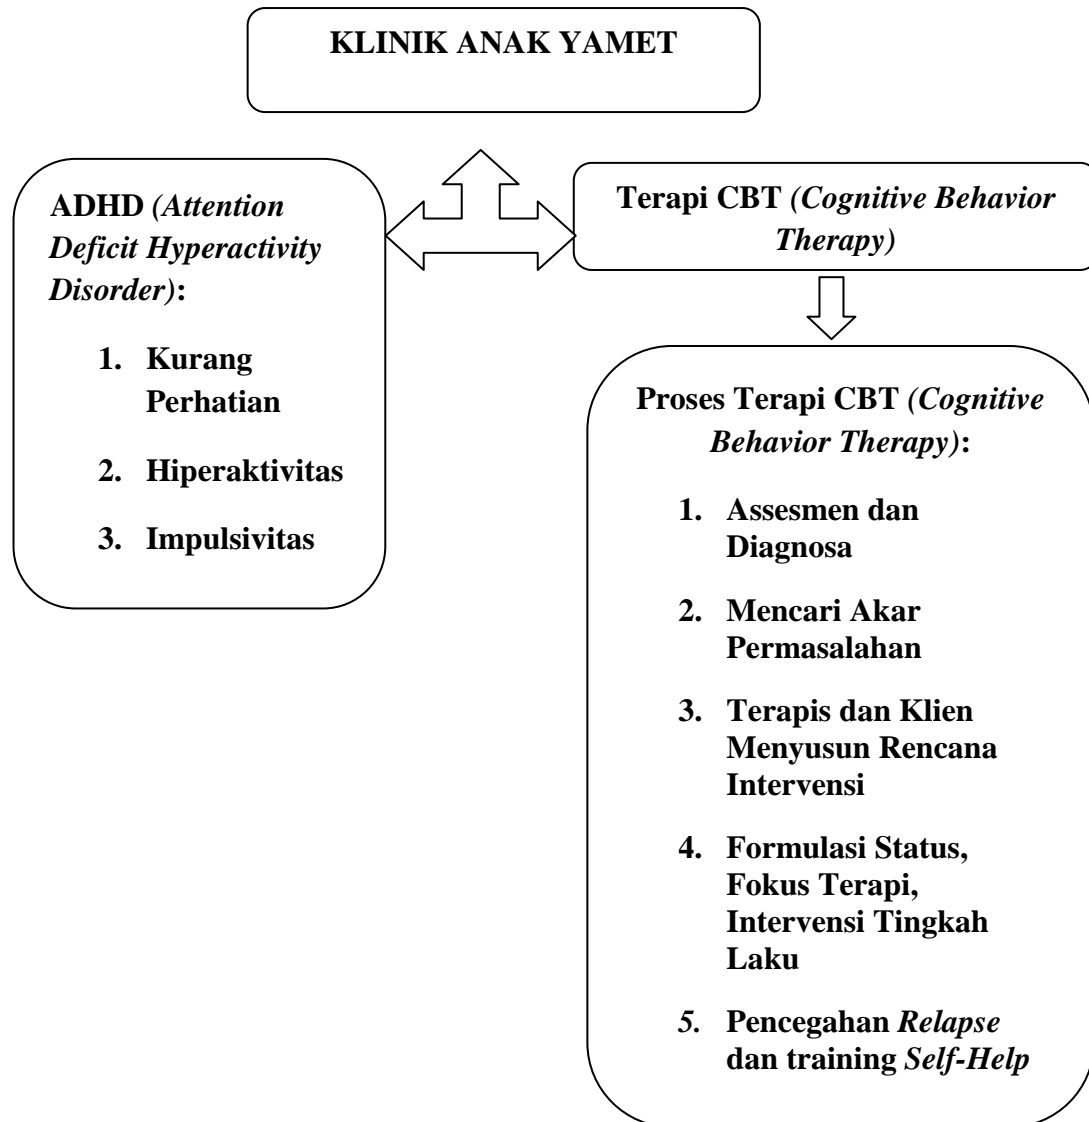 KLINIK ANAK YAMET
ADHD (Attention
Deficit Hyperactivity
Disorder):
1. Kurang
Perhatian
2. Hiperaktivitas
3. Impulsivitas
Terapi CBT (Cognitive Behavior
Therapy)
Proses Terapi CBT (Cognitive
Behavior Therapy):
1. Assesmen dan
Diagnosa
2. Mencari Akar
Permasalahan
3. Terapis dan Klien
Menyusun Rencana
Intervensi
4. Formulasi Status,
Fokus Terapi,
Intervensi Tingkah
Laku
5. Pencegahan Relapse
dan training Self-Help